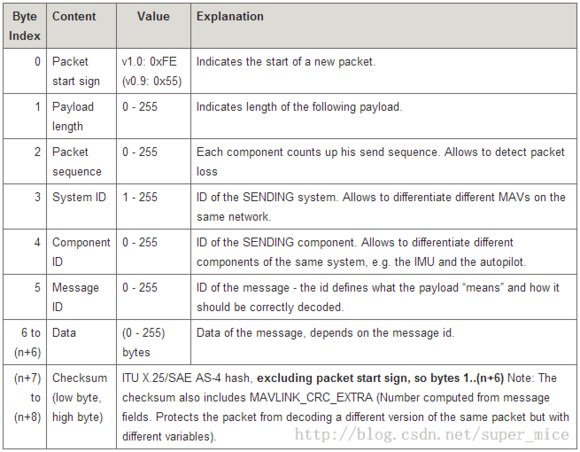 Byte Index Content Value Explanation
0 Packet start sign v1.0: 0xFE (v0.9: 0x55) Indicates the start of a new packet.
1 Payload length 0 - 255 Indicates length of the following payload.
2 Packet sequence 0 - 255 Each component counts up his send sequence. Allows to detect packet loss
3 System ID 1 - 255 ID of the SENDING system. Allows to differentiate different MAVs on the same network.
4 Component ID 0 - 255 ID of the SENDING component. Allows to differentiate different components of the same system, e.g. the IMU and the autopilot.
5 Message ID 0 - 255 ID of the message - the id defines what the payload “means” and how it should be correctly decoded.
6 to (n+6) Data (0 - 255) bytes Data of the message, depends on the message id.
(n+7) to (n+8) Checksum (low byte, high byte) ITU X.25/SAE AS-4 hash, excluding packet start sign, so bytes 1..(n+6) Note: The checksum also includes MAVLINK_CRC_EXTRA (Number computed from message fields. Protects the packet from decoding a different version of the same packet but with different variables).
http://blog.csdn.net/super_mice